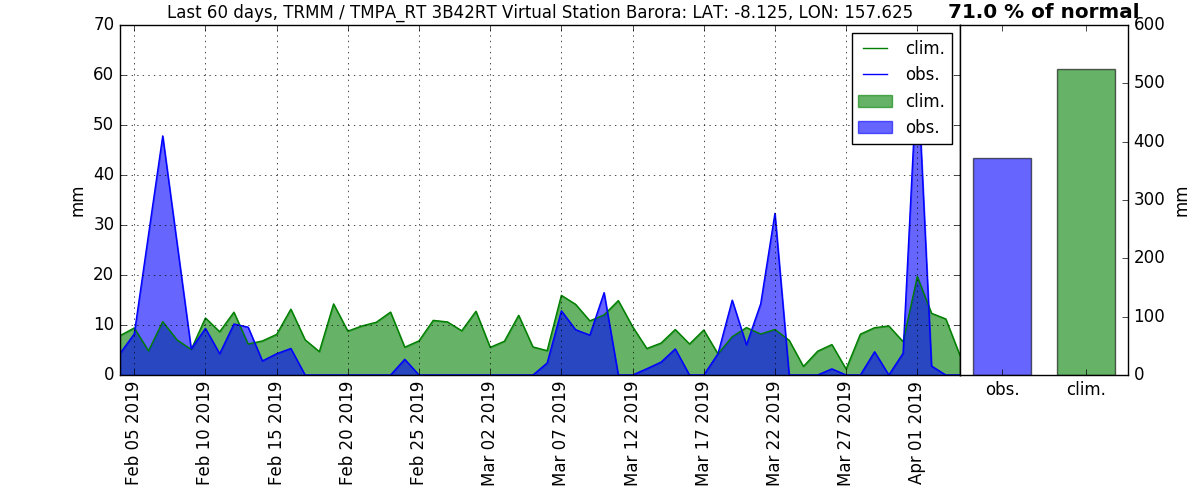 Last 60 days, TRMM / TMPA_RT 3B42RT Virtual Station Barora: LAT: -8.125, LON: 157.625
71.0 % of normal
70
60
50
40
30
20
10
0
mm
clim.
obs.
clim.
obs.
Feb 05 2019
Feb 10 2019
Feb 15 2019
Feb 20 2019
Feb 25 2019
Mar 02 2019
Mar 07 2019
Mar 12 2019
Mar 17 2019
Mar 22 2019
Mar 27 2019
Apr 01 2019
600
500
400
300
200
100
0
mm
obs.
clim.